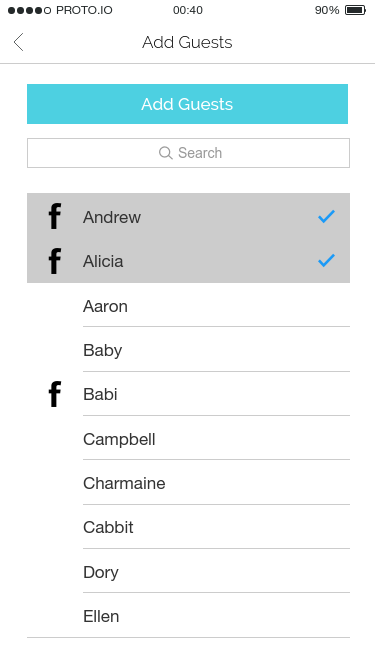 PROTO.IO 00:40 90%
Add Guests
Add Guests
Search
Andrew
Alicia
Aaron
Baby
Babi
Campbell
Charmaine
Cabbit
Dory
Ellen